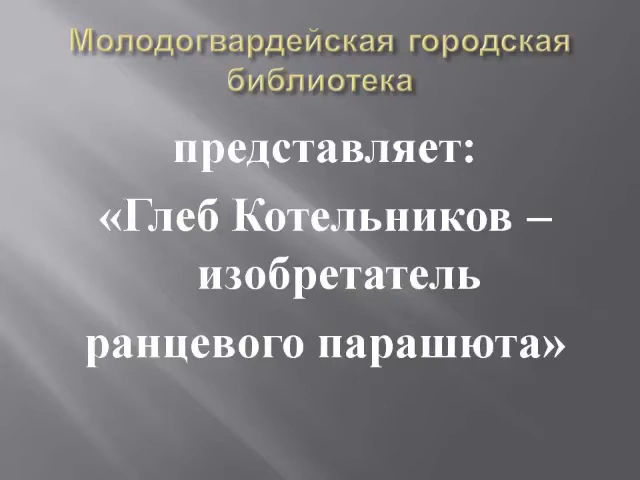 Молодогвардейская городская
библиотека
представляет:
«Глеб Котельников –
изобретатель
ранцевого парашюта»